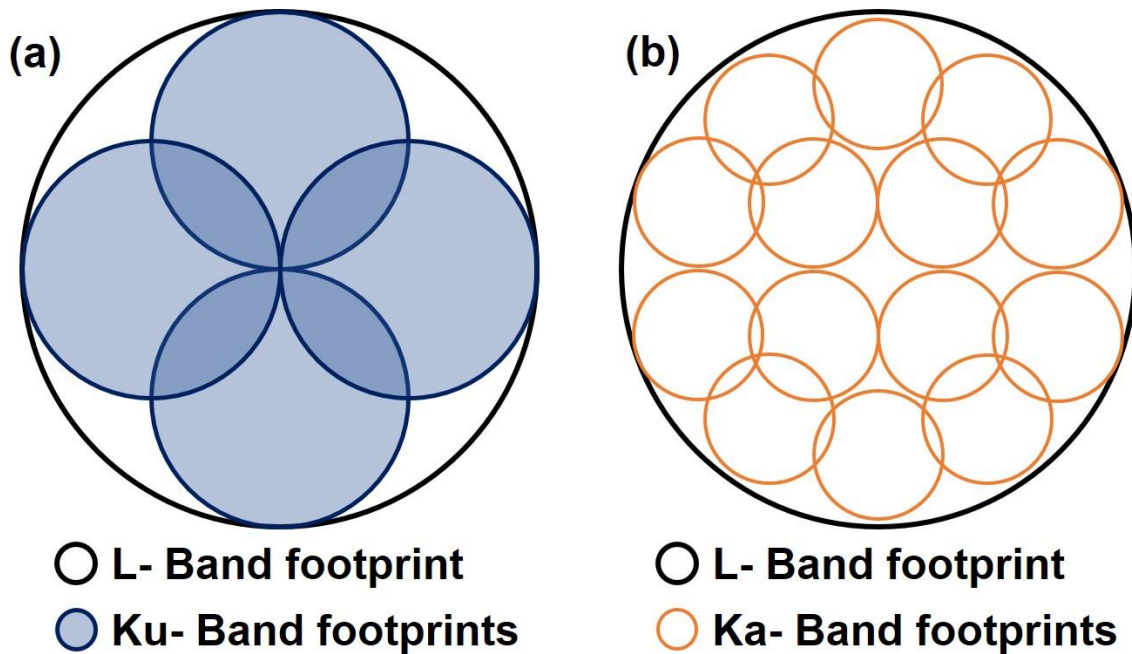 (a)
(b)
L- Band footprint
Ku- Band footprints
L- Band footprint
Ka- Band footprints